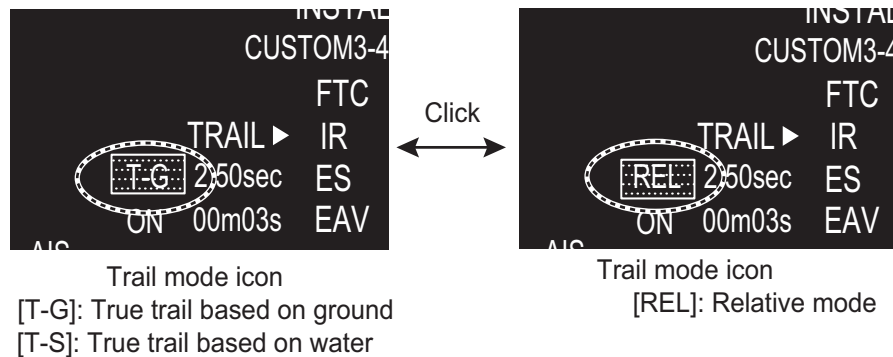 CUSTOM3-4
FTC
TRAIL ▶ IR
T-G 2.50sec ES
ON 00m03s EAV
Trail mode icon
[T-G]: True trail based on ground
[T-S]: True trail based on water
Click
CUSTOM3-4
FTC
TRAIL ▶ IR
REL 2.50sec ES
ON 00m03s EAV
Trail mode icon
[REL]: Relative mode